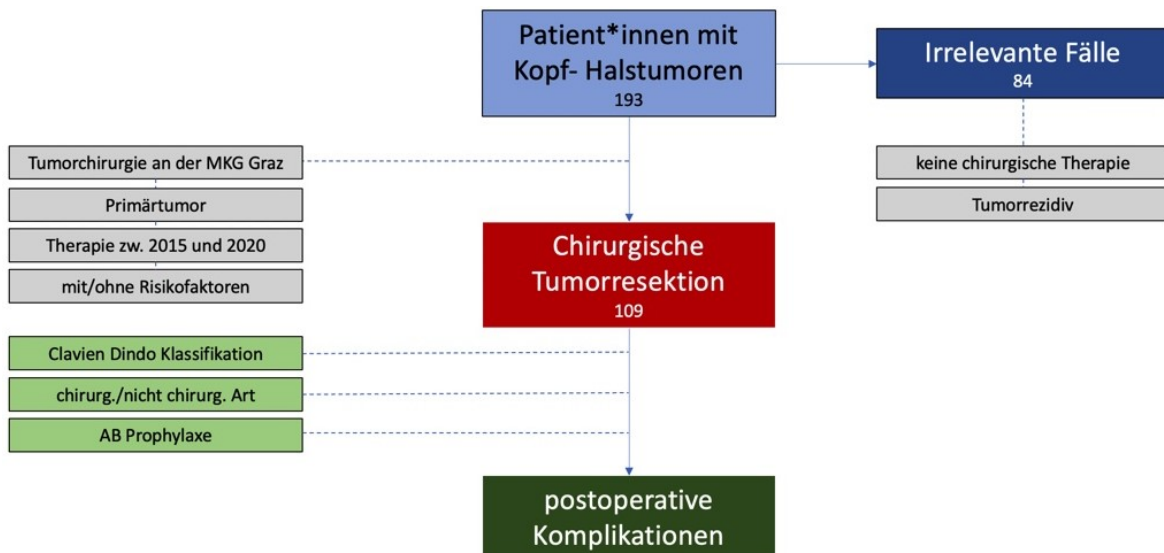 Patient*innen mit
Kopf- Halstumoren
193
Irrelevante Fälle
84
keine chirurgische Therapie
Tumorrezidiv
Tumorchirurgie an der MKG Graz
Primärtumor
Therapie zw. 2015 und 2020
mit/ohne Risikofaktoren
Chirurgische
Tumorresektion
109
Clavien Dindo Klassifikation
chirurg./nicht chirurg. Art
AB Prophylaxe
postoperative
Komplikationen